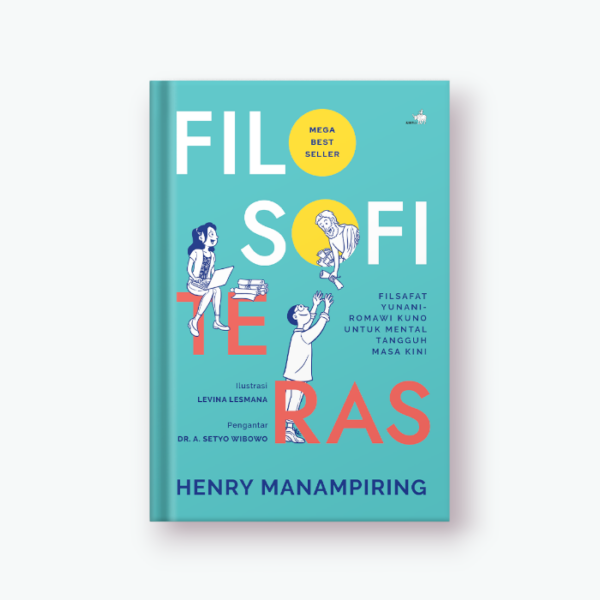 FILO
MEGA
BEST
SELLER
SOFI
TE
FILSAFAT
YUNANI-
ROMAWI KUNO
UNTUK MENTAL
TANGGUH
MASA KINI
Ilustrasi
LEVINA LESMANA
Pengantar
DR. A. SETYO WIBOWO
RAS
HENRY MANAMPIRING